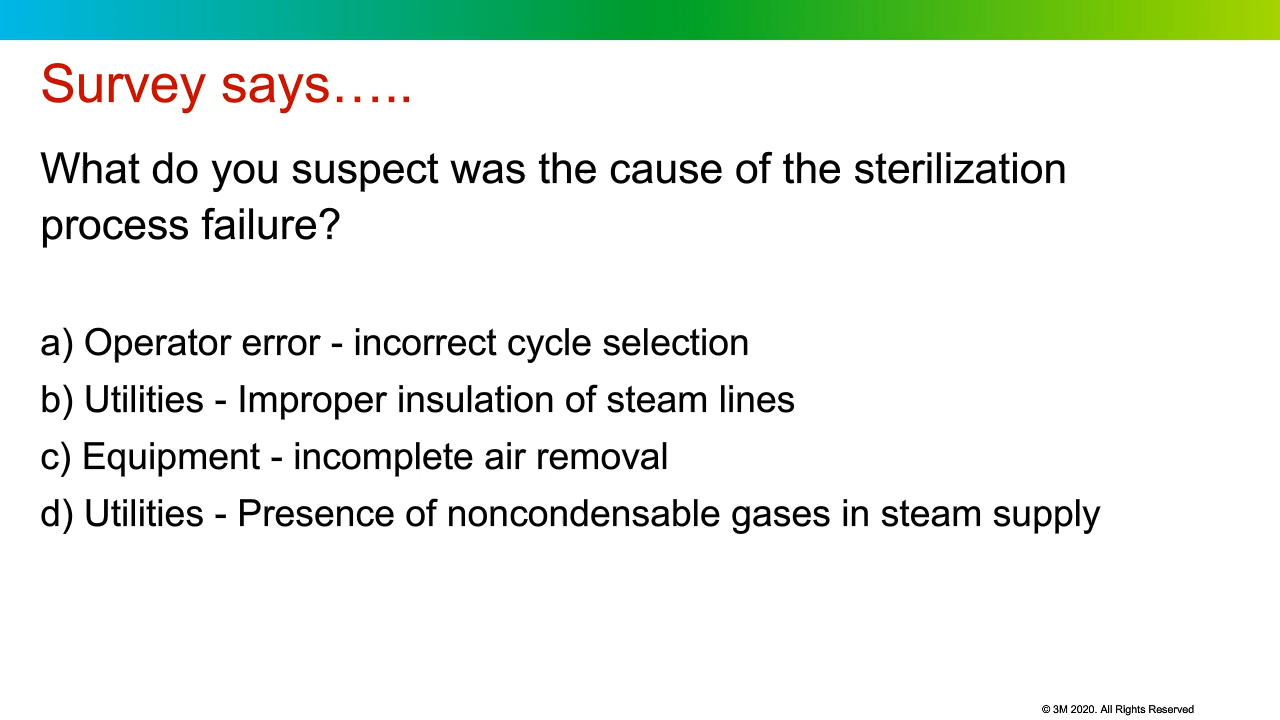 Survey says…..
What do you suspect was the cause of the sterilization
process failure?
a) Operator error - incorrect cycle selection
b) Utilities - Improper insulation of steam lines
c) Equipment - incomplete air removal
d) Utilities - Presence of noncondensable gases in steam supply
© 3M 2020. All Rights Reserved